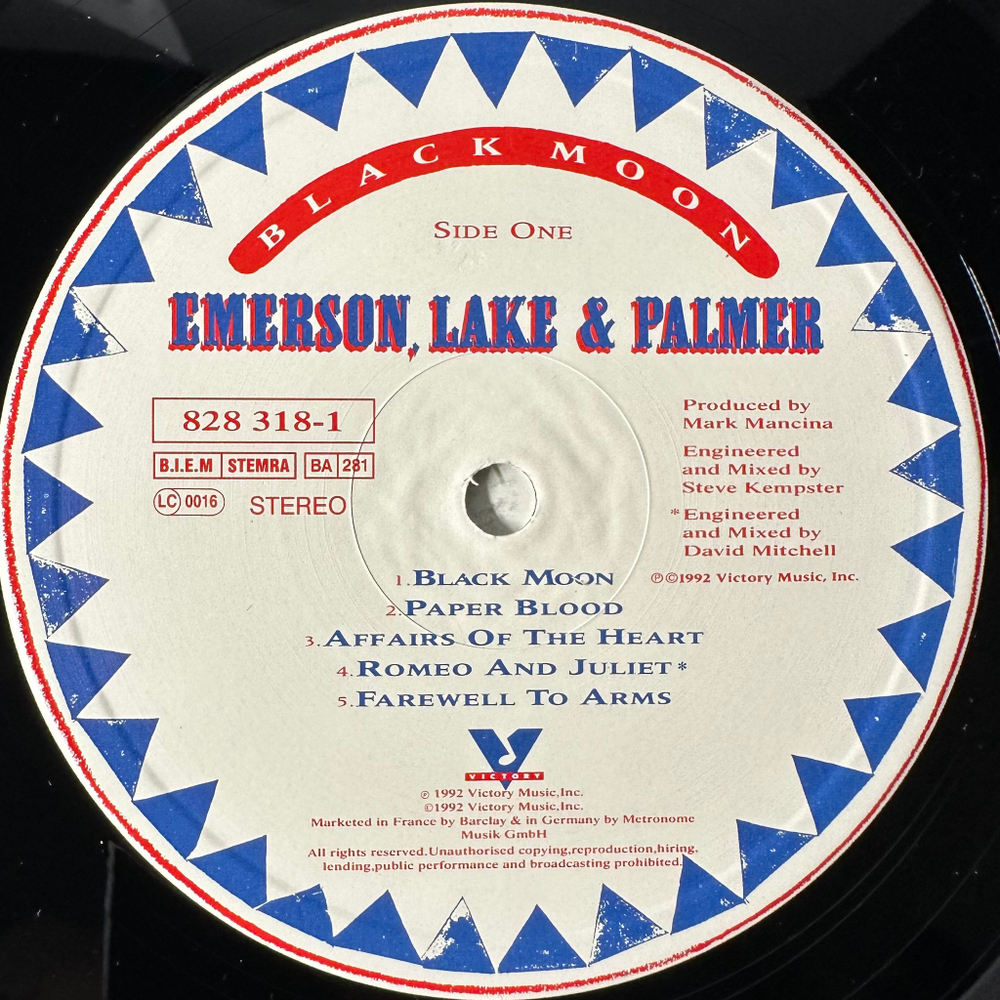 BLACK MOON
SIDE ONE
EMERSON, LAKE & PALMER
828 318-1
B.I.E.M STEMRA BA 281
LC 0016 STEREO
Produced by
Mark Mancina
Engineered
and Mixed by
Steve Kempster
*Engineered
and Mixed by
David Mitchell
℗©1992 Victory Music, Inc.
1.BLACK MOON
2.PAPER BLOOD
3.AFFAIRS OF THE HEART
4.ROMEO AND JULIET*
5.FAREWELL TO ARMS
VICTORY
℗ 1992 Victory Music,Inc.
©1992 Victory Music,Inc.
Marketed in France by Barclay & in Germany by Metronome
Musik GmbH
All rights reserved.Unauthorised copying,reproduction,hiring,
lending,public performance and broadcasting prohibited.